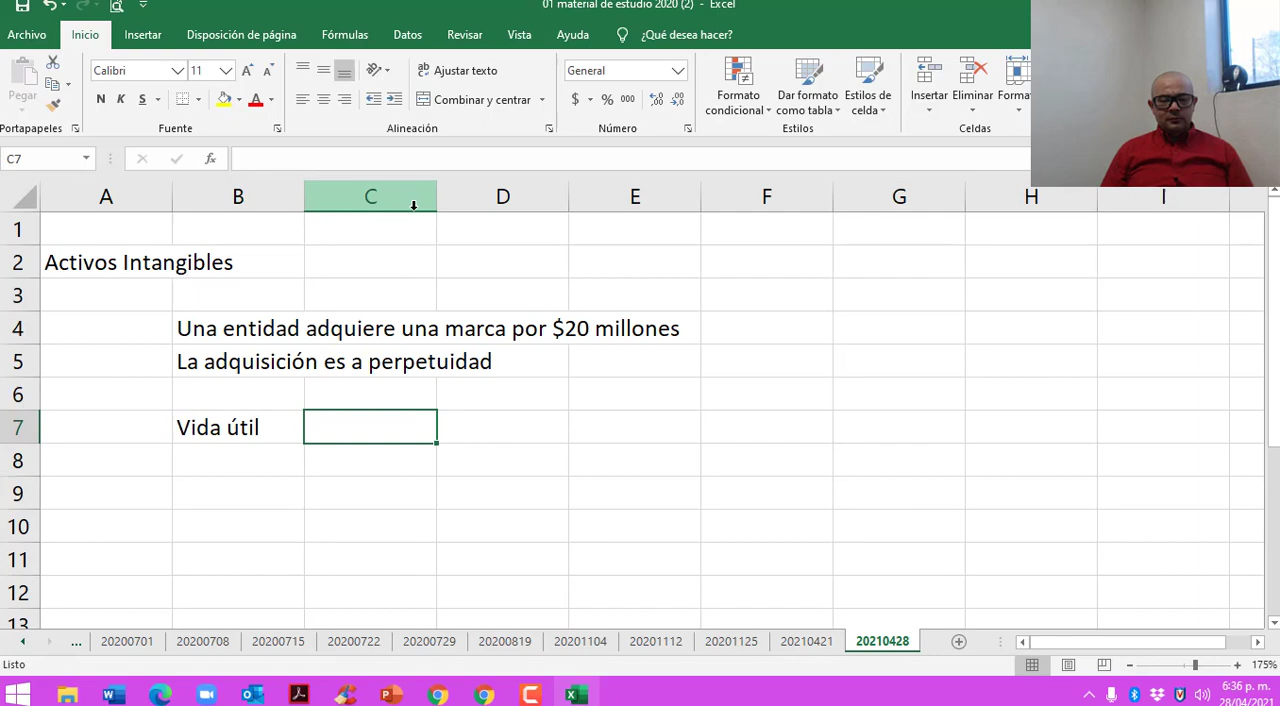 01 material de estudio 2020 (2) - Excel
Archivo Inicio Insertar Disposición de página Fórmulas Datos Revisar Vista Ayuda ¿Qué desea hacer?
Pegar
Calibri 11
N K S
Ajustar texto
Combinar y centrar
General
$ % 000
Formato condicional
Dar formato como tabla
Estilos de celda
Insertar Eliminar
Portapapeles Fuente Alineación Número Estilos Celdas
C7 fx
A B C D E F G H I
1
2 Activos Intangibles
3
4 Una entidad adquiere una marca por $20 millones
5 La adquisición es a perpetuidad
6
7 Vida útil
8
9
10
11
12
13
... 20200701 20200708 20200715 20200722 20200729 20200819 20201104 20201112 20201125 20210421 20210428
Listo 175%
6:36 p. m.
28/04/2021